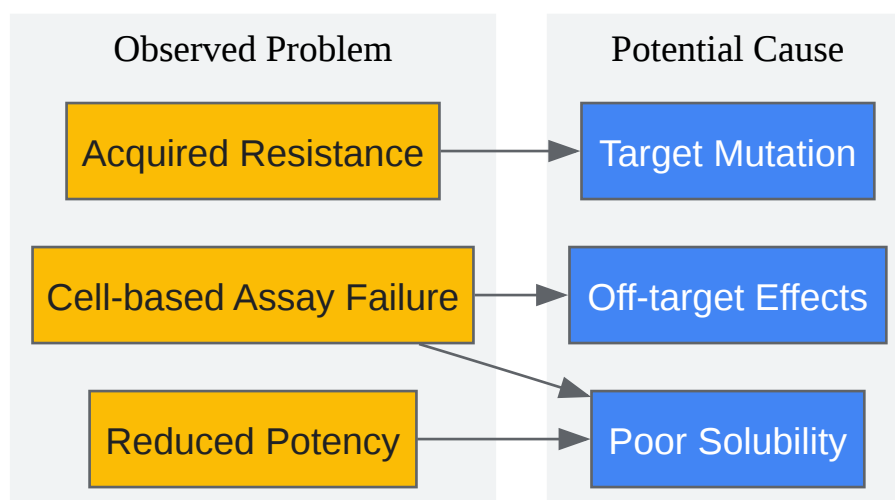 Observed Problem
Potential Cause
Acquired Resistance
Target Mutation
Cell-based Assay Failure
Off-target Effects
Reduced Potency
Poor Solubility